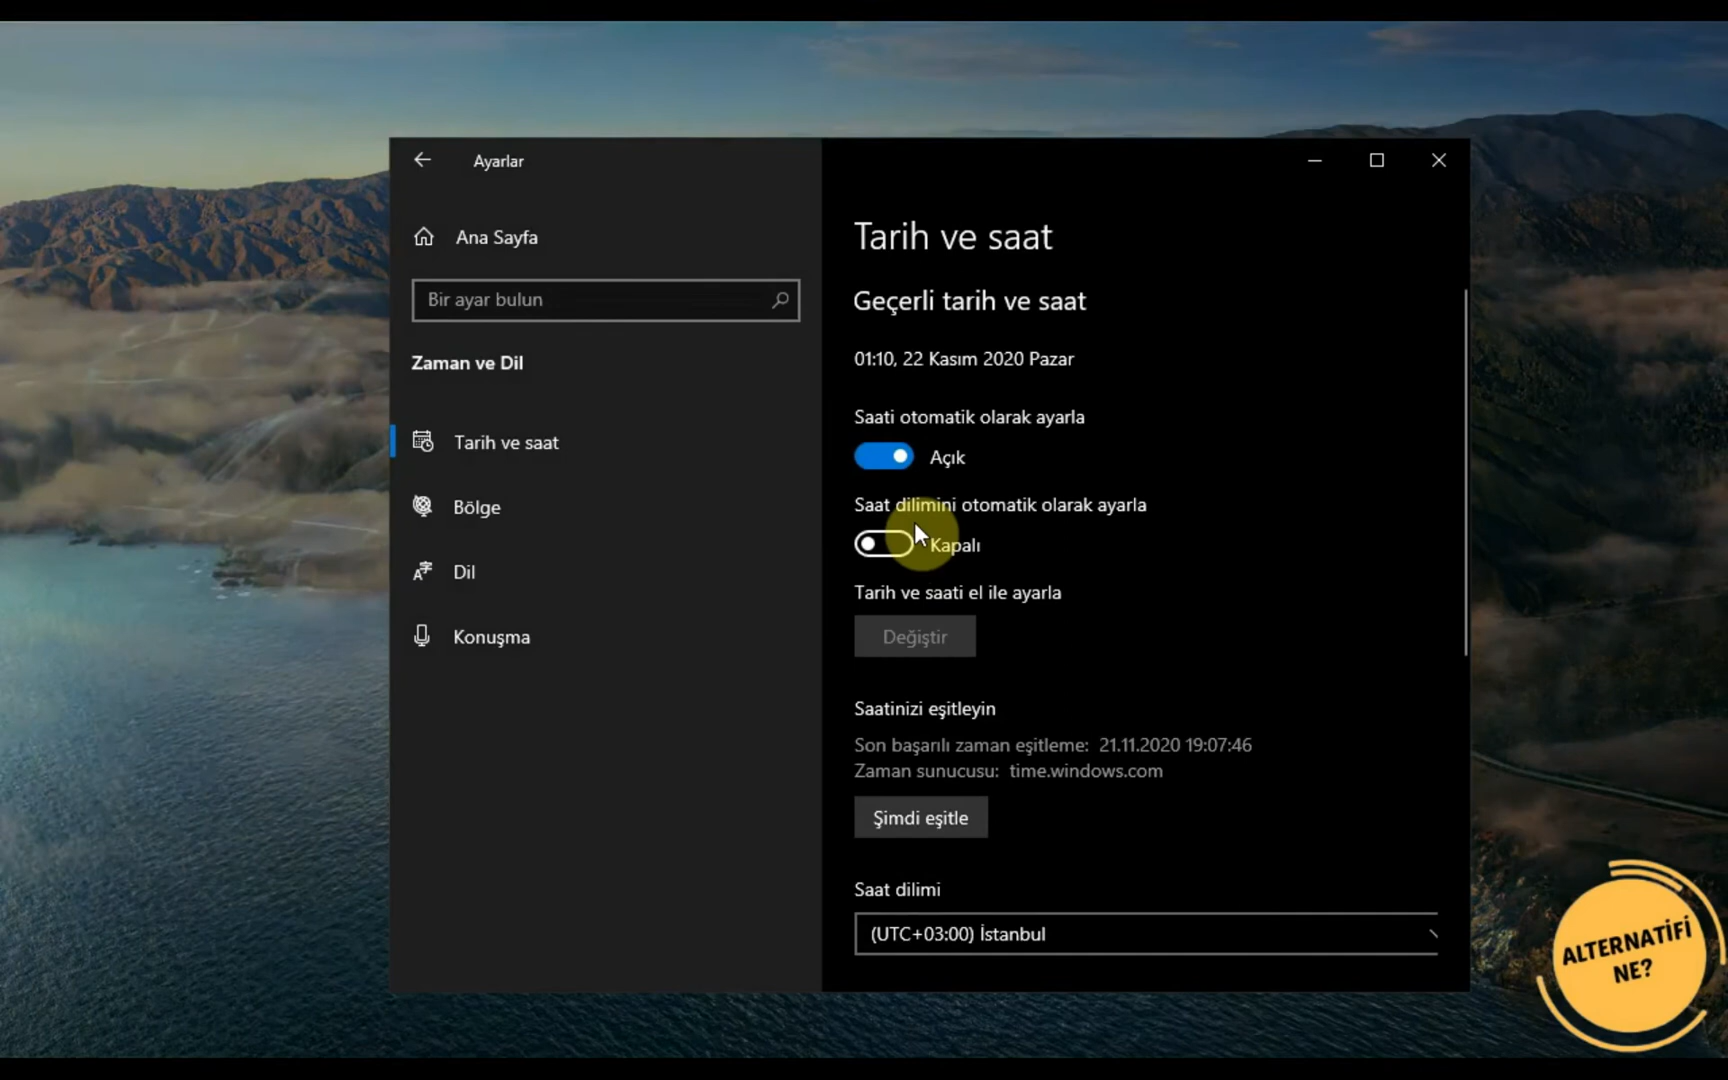 Ayarlar
Ana Sayfa
Bir ayar bulun
Zaman ve Dil
Tarih ve saat
Bölge
Dil
Konuşma
Tarih ve saat
Geçerli tarih ve saat
01:10, 22 Kasım 2020 Pazar
Saati otomatik olarak ayarla
Açık
Saat dilimini otomatik olarak ayarla
Kapalı
Tarih ve saati el ile ayarla
Değiştir
Saatinizi eşitleyin
Son başarılı zaman eşitleme: 21.11.2020 19:07:46
Zaman sunucusu: time.windows.com
Şimdi eşitle
Saat dilimi
(UTC+03:00) İstanbul
ALTERNATİFİ
NE?